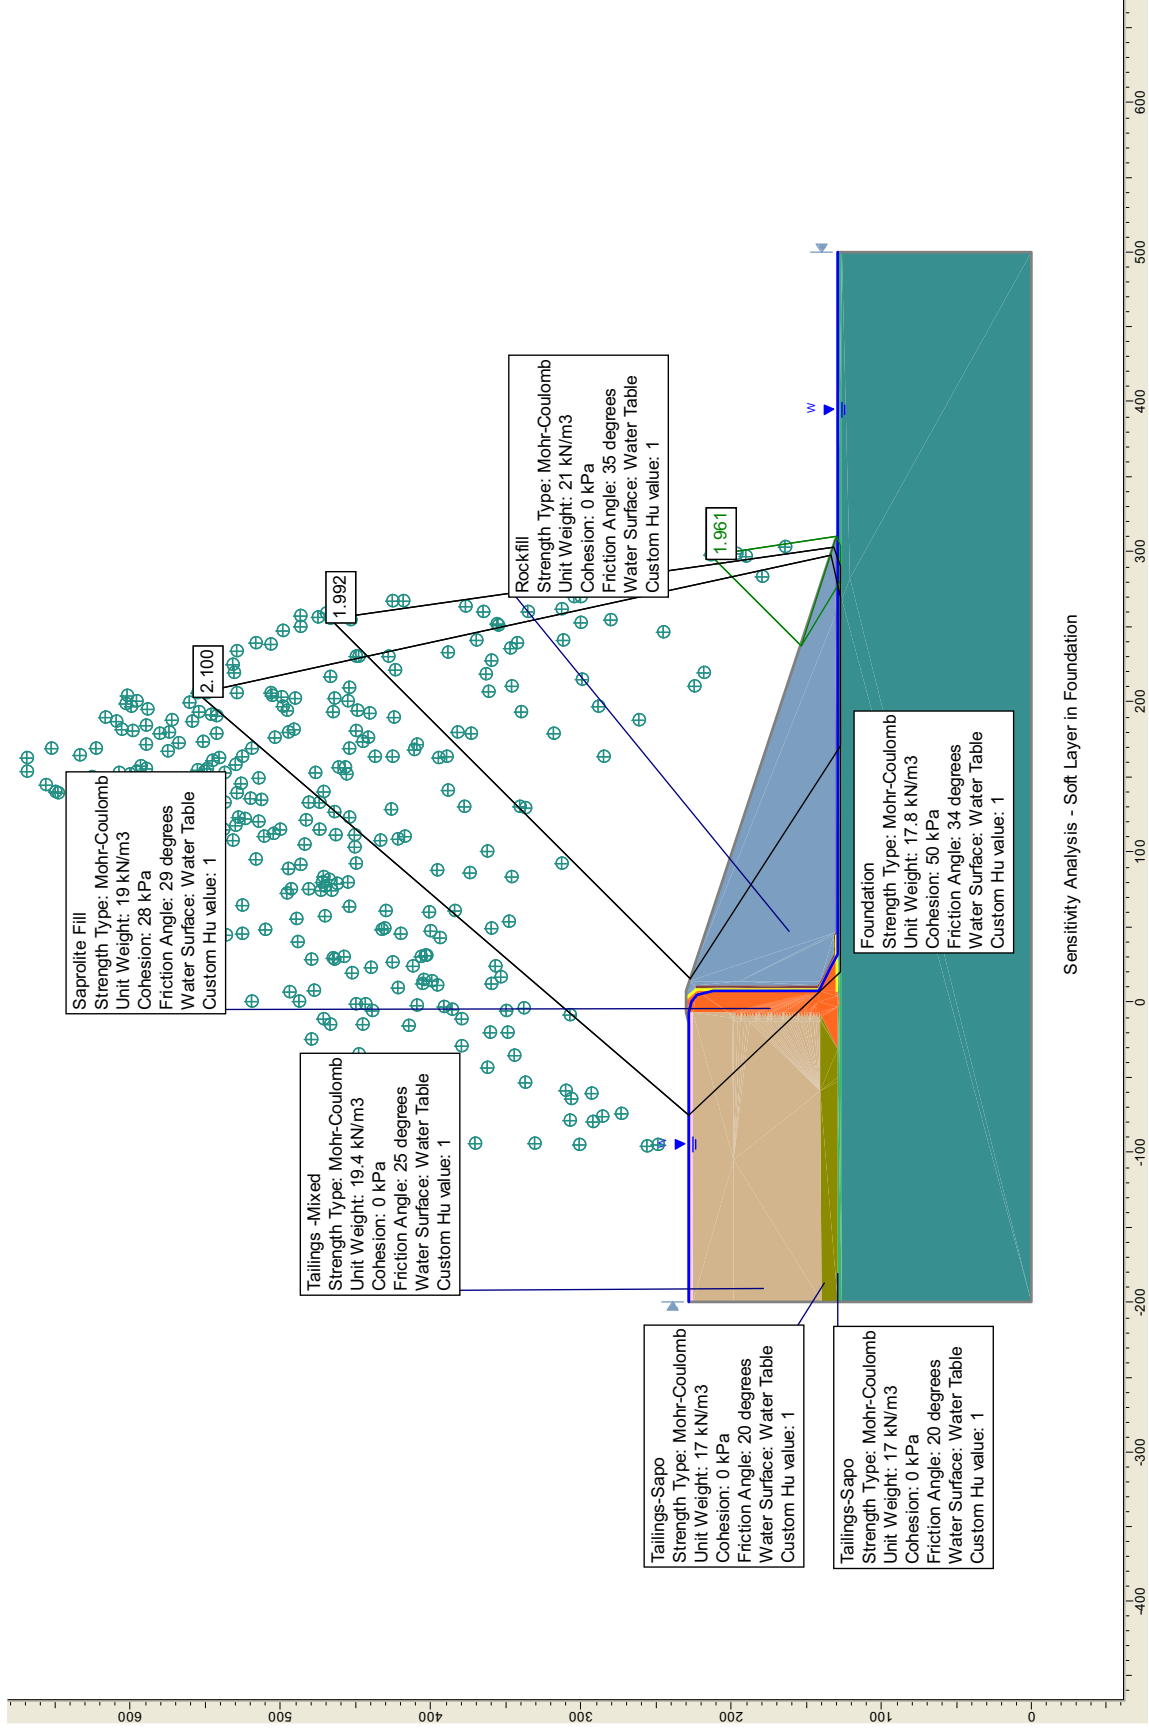 Saprolite Fill
Strength Type: Mohr-Coulomb
Unit Weight: 19 kN/m3
Cohesion: 28 kPa
Friction Angle: 29 degrees
Water Surface: Water Table
Custom Hu value: 1
Tailings -Mixed
Strength Type: Mohr-Coulomb
Unit Weight: 19.4 kN/m3
Cohesion: 0 kPa
Friction Angle: 25 degrees
Water Surface: Water Table
Custom Hu value: 1
2.100
1.992
Rockfill
Strength Type: Mohr-Coulomb
Unit Weight: 21 kN/m3
Cohesion: 0 kPa
Friction Angle: 35 degrees
Water Surface: Water Table
Custom Hu value: 1
1.961
W
W
Tailings-Sapo
Strength Type: Mohr-Coulomb
Unit Weight: 17 kN/m3
Cohesion: 0 kPa
Friction Angle: 20 degrees
Water Surface: Water Table
Custom Hu value: 1
Tailings-Sapo
Strength Type: Mohr-Coulomb
Unit Weight: 17 kN/m3
Cohesion: 0 kPa
Friction Angle: 20 degrees
Water Surface: Water Table
Custom Hu value: 1
Foundation
Strength Type: Mohr-Coulomb
Unit Weight: 17.8 kN/m3
Cohesion: 50 kPa
Friction Angle: 34 degrees
Water Surface: Water Table
Custom Hu value: 1
Sensitivity Analysis - Soft Layer in Foundation
600
500
400
300
200
100
0
-400
-300
-200
-100
0
100
200
300
400
500
600